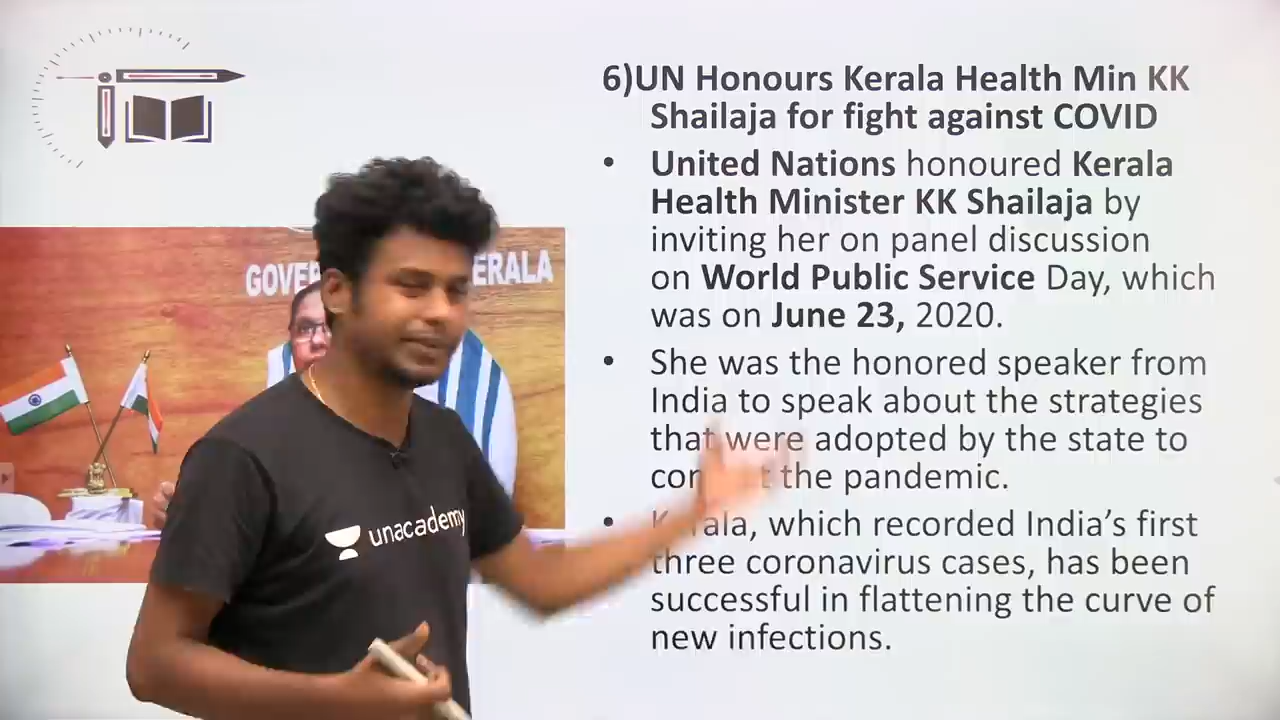 6)UN Honours Kerala Health Min KK
Shailaja for fight against COVID
• United Nations honoured Kerala
Health Minister KK Shailaja by
inviting her on panel discussion
on World Public Service Day, which
was on June 23, 2020.
• She was the honored speaker from
India to speak about the strategies
that were adopted by the state to
the pandemic.
• which recorded India’s first
three coronavirus cases, has been
successful in flattening the curve of
new infections.
unacademy